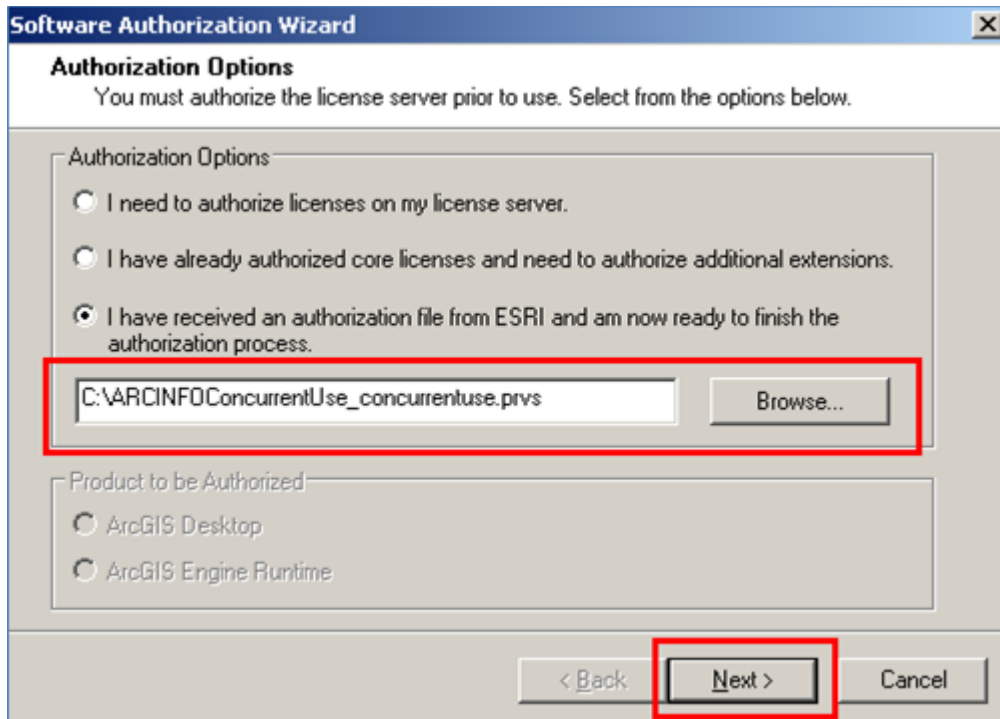 Software Authorization Wizard
Authorization Options
You must authorize the license server prior to use. Select from the options below.
Authorization Options
I need to authorize licenses on my license server.
I have already authorized core licenses and need to authorize additional extensions.
I have received an authorization file from ESRI and am now ready to finish the
authorization process.
C:\ARCINFOConcurrentUse_concurrentuse.prvs
Browse...
Product to be Authorized
ArcGIS Desktop
ArcGIS Engine Runtime
< Back
Next >
Cancel